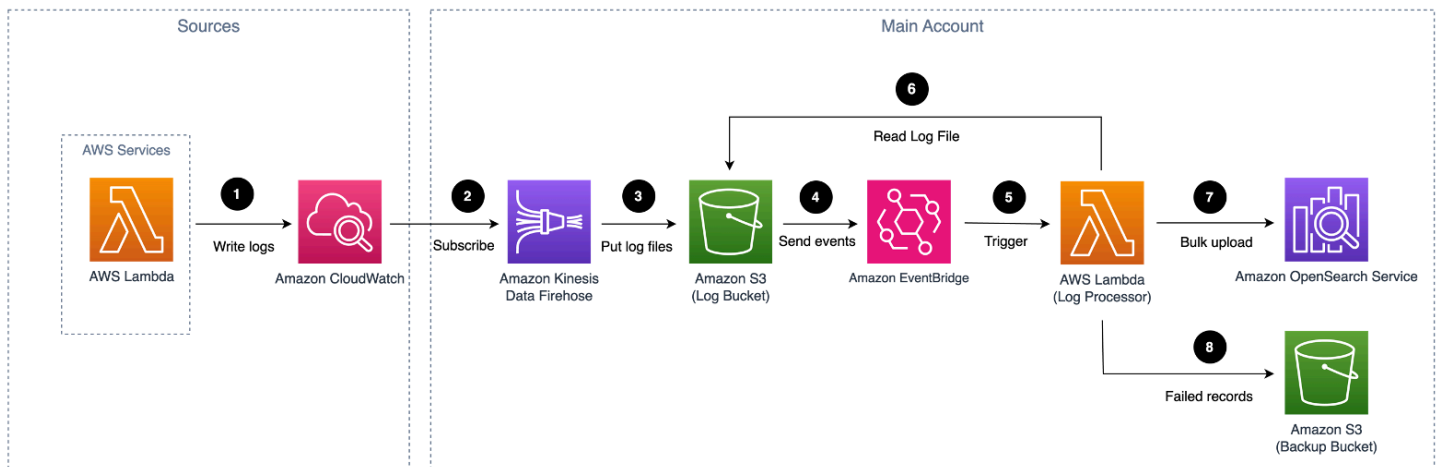 Sources
Main Account
AWS Services
AWS Lambda
1
Write logs
Amazon CloudWatch
2
Subscribe
Amazon Kinesis
Data Firehose
3
Put log files
Amazon S3
(Log Bucket)
4
Send events
Amazon EventBridge
5
Trigger
6
Read Log File
AWS Lambda
(Log Processor)
7
Bulk upload
Amazon OpenSearch Service
8
Failed records
Amazon S3
(Backup Bucket)